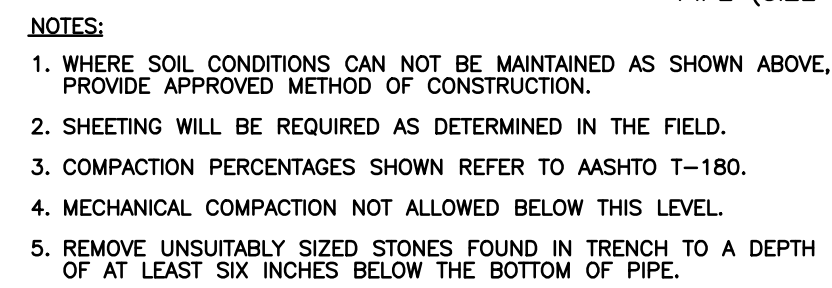 NOTES:
1. WHERE SOIL CONDITIONS CAN NOT BE MAINTAINED AS SHOWN ABOVE,
PROVIDE APPROVED METHOD OF CONSTRUCTION.
2. SHEETING WILL BE REQUIRED AS DETERMINED IN THE FIELD.
3. COMPACTION PERCENTAGES SHOWN REFER TO AASHTO T-180.
4. MECHANICAL COMPACTION NOT ALLOWED BELOW THIS LEVEL.
5. REMOVE UNSUITABLY SIZED STONES FOUND IN TRENCH TO A DEPTH
OF AT LEAST SIX INCHES BELOW THE BOTTOM OF PIPE.